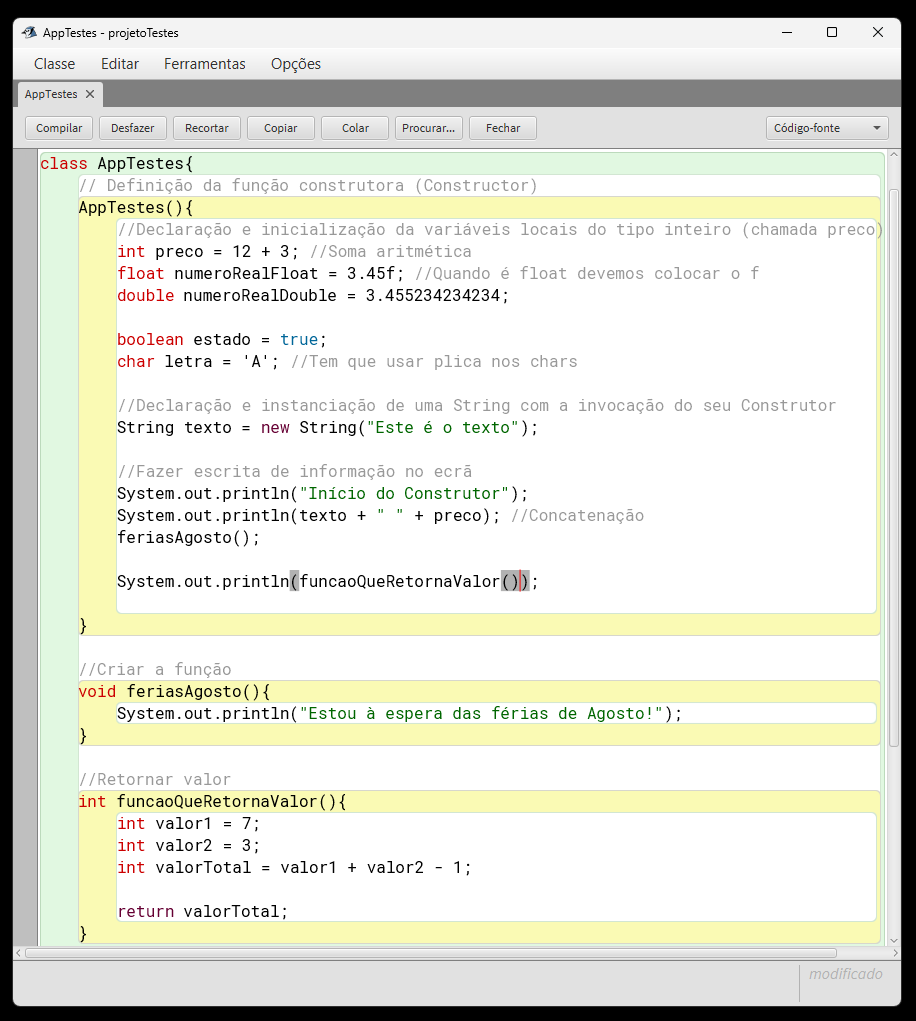 AppTestes - projetoTestes
Classe Editar Ferramentas Opções
AppTestes
Compilar Desfazer Recortar Copiar Colar Procurar... Fechar Código-fonte
class AppTestes{
// Definição da função construtora (Constructor)
AppTestes(){
//Declaração e inicialização da variáveis locais do tipo inteiro (chamada preco)
int preco = 12 + 3; //Soma aritmética
float numeroRealFloat = 3.45f; //Quando é float devemos colocar o f
double numeroRealDouble = 3.455234234234;
boolean estado = true;
char letra = 'A'; //Tem que usar plica nos chars
//Declaração e instanciação de uma String com a invocação do seu Construtor
String texto = new String("Este é o texto");
//Fazer escrita de informação no ecrã
System.out.println("Início do Construtor");
System.out.println(texto + " " + preco); //Concatenação
feriasAgosto();
System.out.println(funcaoQueRetornaValor());
}
//Criar a função
void feriasAgosto(){
System.out.println("Estou à espera das férias de Agosto!");
}
//Retornar valor
int funcaoQueRetornaValor(){
int valor1 = 7;
int valor2 = 3;
int valorTotal = valor1 + valor2 - 1;
return valorTotal;
}
modificado